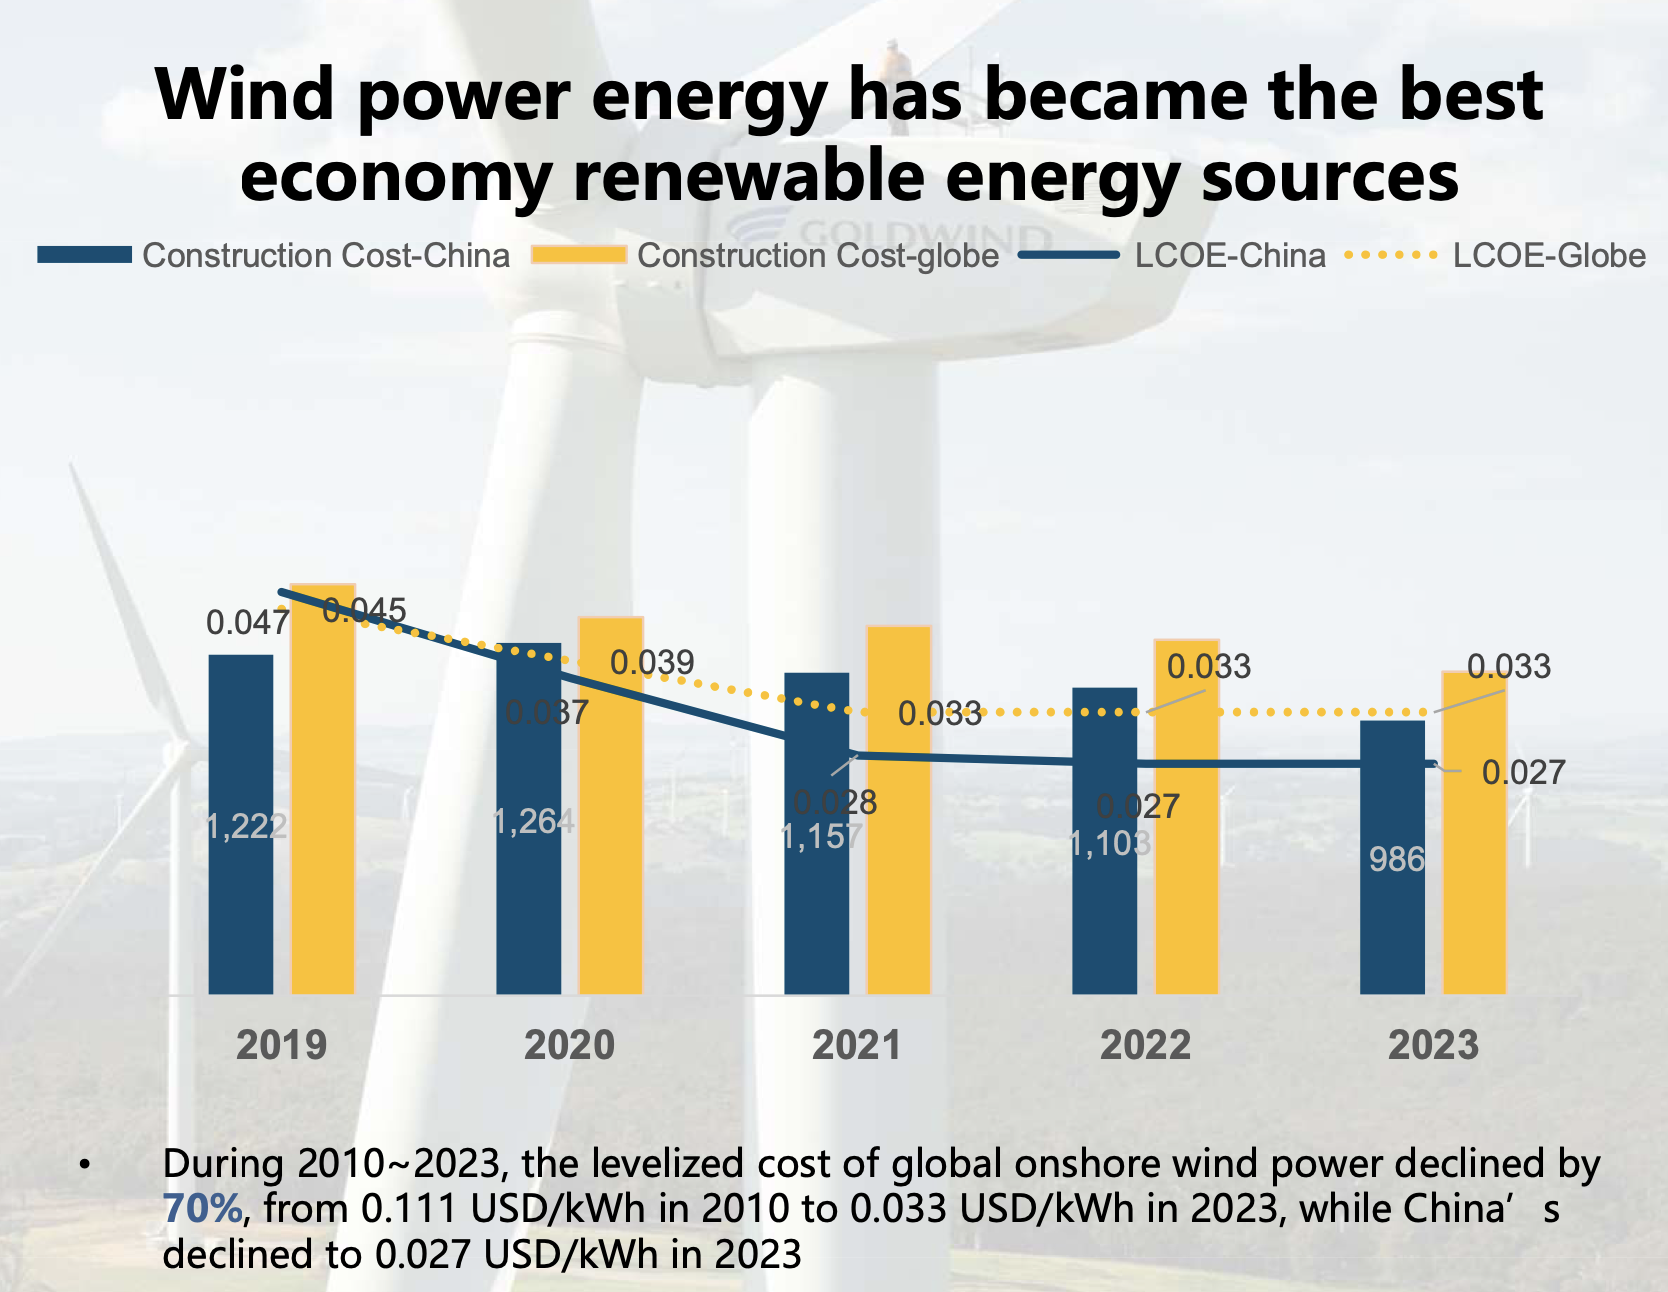 Wind power energy has became the best
economy renewable energy sources
GOLDWIND
Construction Cost-China Construction Cost-globe LCOE-China LCOE-Globe
0.047 0.045
0.039
0.037
0.033
0.033
0.033
0.028
0.027
0.027
1,222 1,264 1,157 1,103 986
2019 2020 2021 2022 2023
• During 2010~2023, the levelized cost of global onshore wind power declined by
70%, from 0.111 USD/kWh in 2010 to 0.033 USD/kWh in 2023, while China’ s
declined to 0.027 USD/kWh in 2023